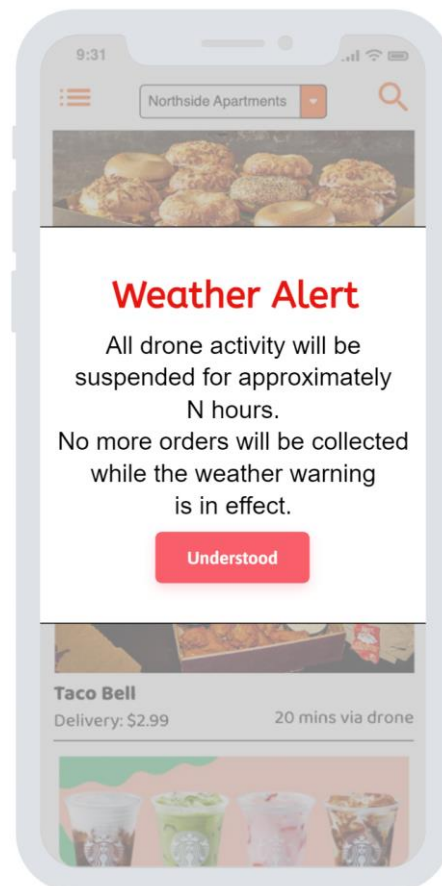 9:31
Northside Apartments
Weather Alert
All drone activity will be
suspended for approximately
N hours.
No more orders will be collected
while the weather warning
is in effect.
Understood
Taco Bell
Delivery: $2.99 20 mins via drone